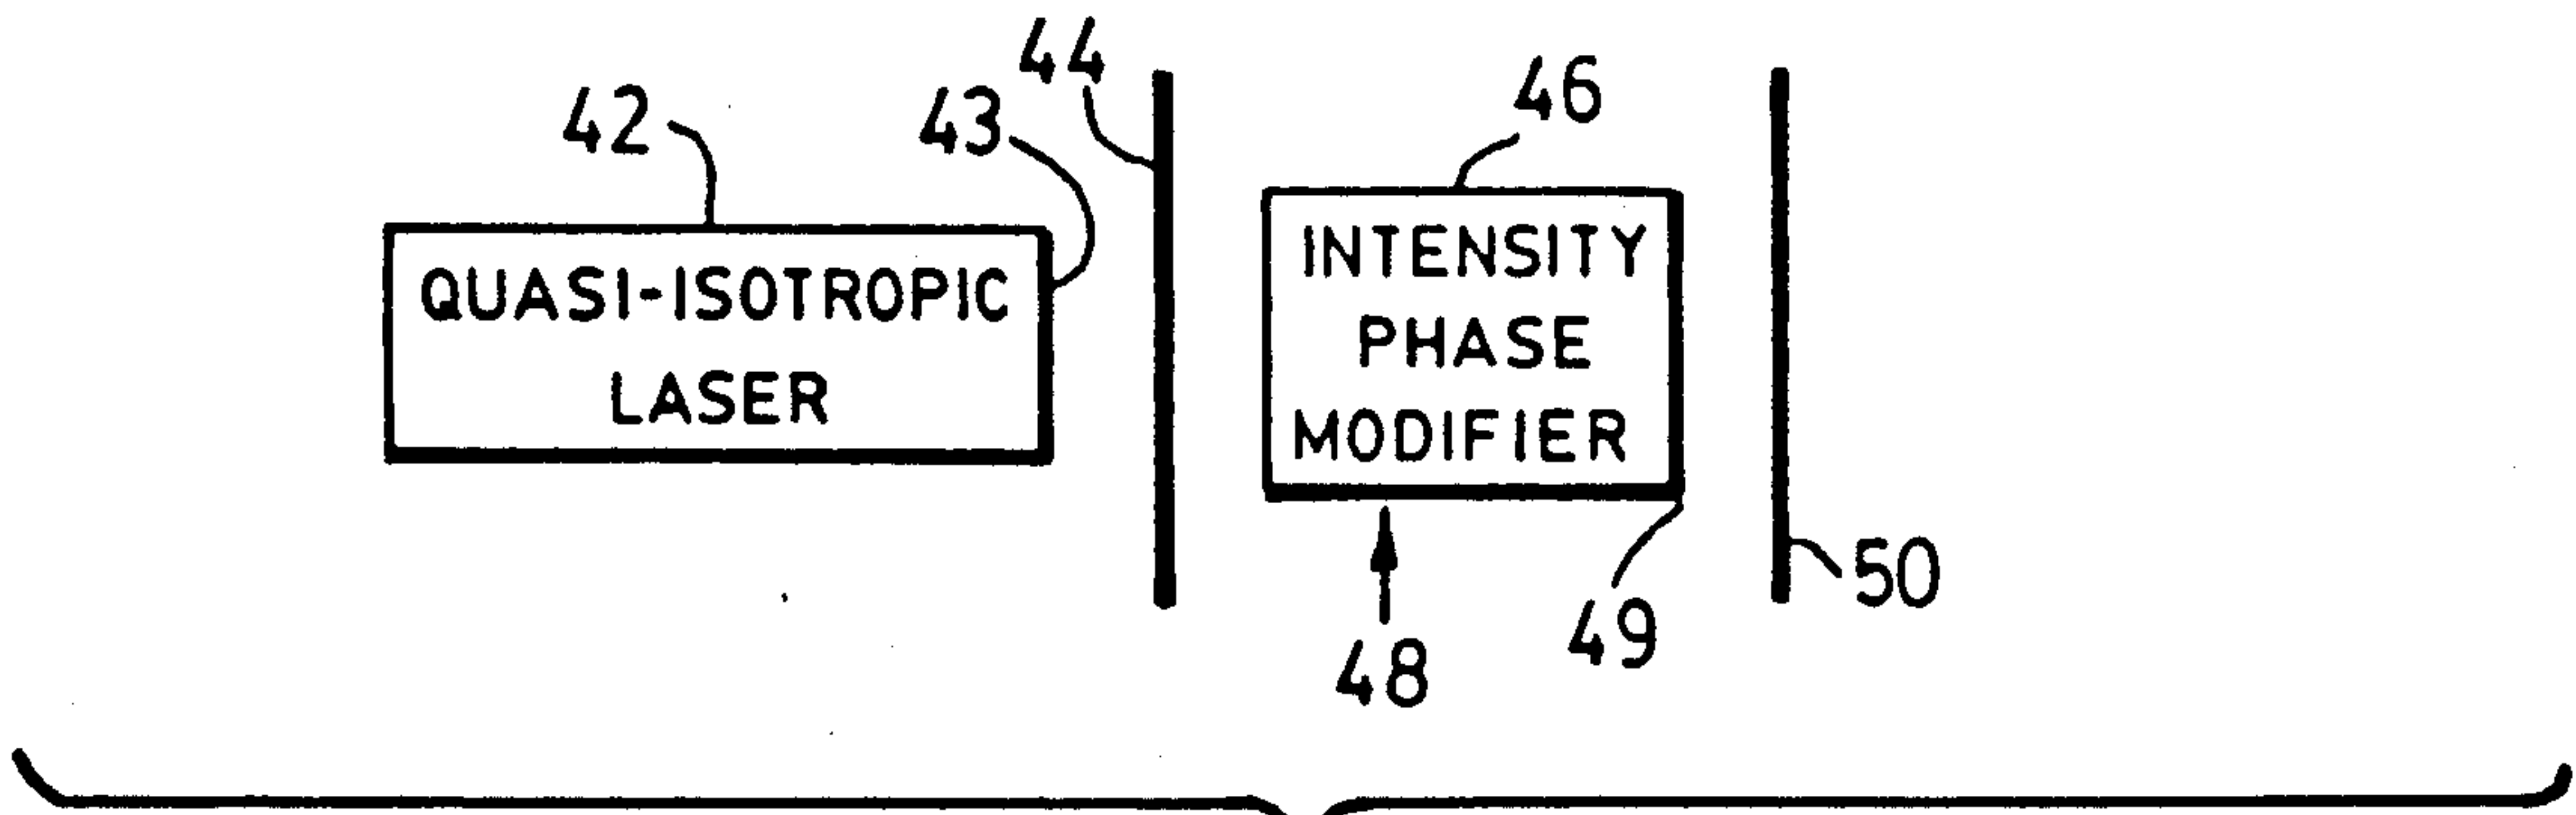 44
42
43
46
QUASI-ISOTROPIC
LASER
INTENSITY
PHASE
MODIFIER
50
49
48